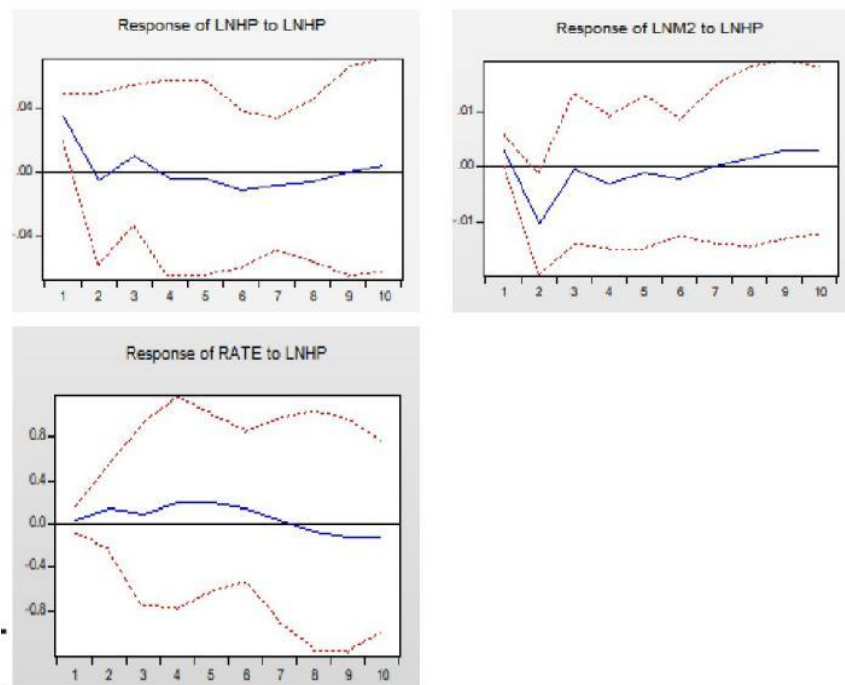 Response of LNHP to LNHP
.04
.00
-.04
1 2 3 4 5 6 7 8 9 10
Response of LNM2 to LNHP
.01
.00
-.01
1 2 3 4 5 6 7 8 9 10
Response of RATE to LNHP
0.8
0.4
0.0
-0.4
-0.8
1 2 3 4 5 6 7 8 9 10